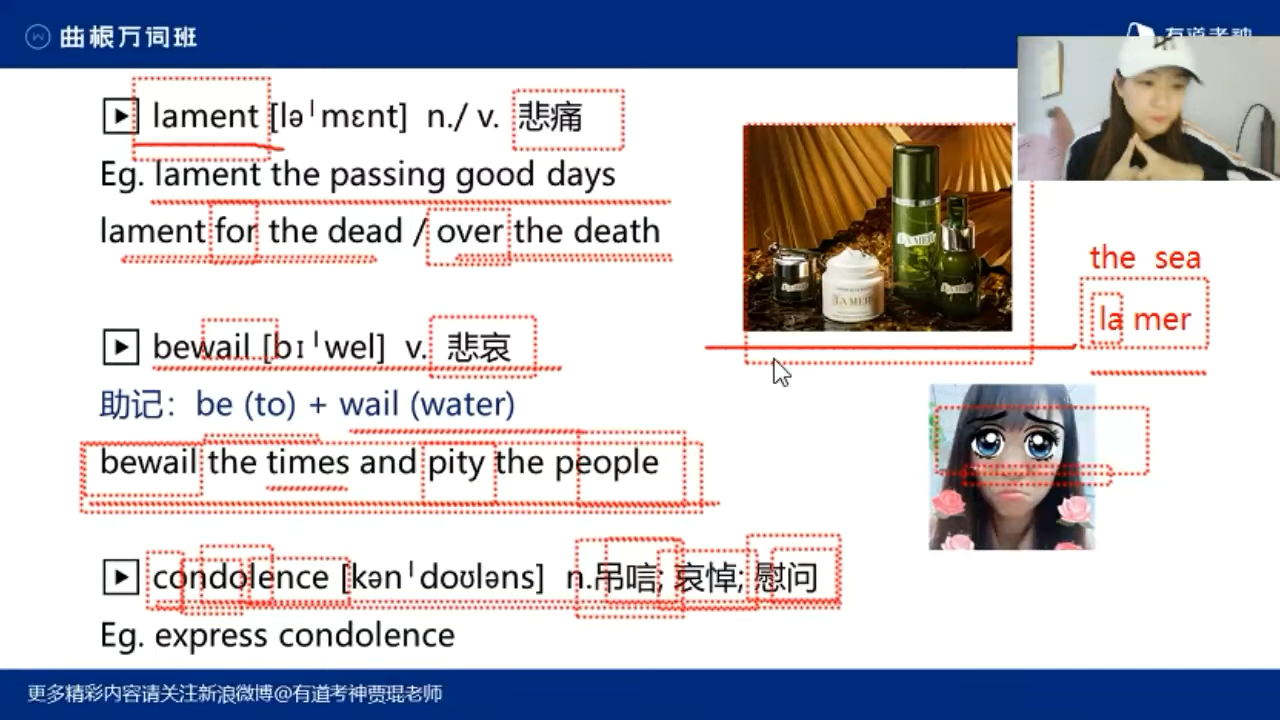 曲根万词班
有道考神
lament [ləˈmɛnt] n./ v. 悲痛
Eg. lament the passing good days
lament for the dead / over the death
LA MER
LA MER
the sea
la mer
bewail [bɪˈwel] v. 悲哀
助记：be (to) + wail (water)
bewail the times and pity the people
condolence [kənˈdoʊləns] n.吊唁; 哀悼; 慰问
Eg. express condolence
更多精彩内容请关注新浪微博@有道考神贾琨老师